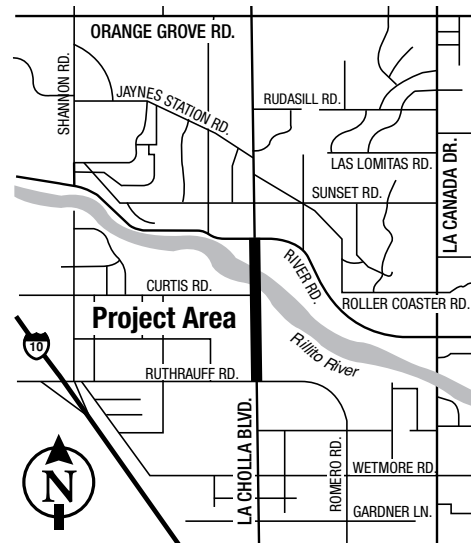 ORANGE GROVE RD.
SHANNON RD.
JAYNES STATION RD.
RUDASILL RD.
LAS LOMITAS RD.
LA CANADA DR.
SUNSET RD.
RIVER RD.
CURTIS RD.
ROLLER COASTER RD.
Project Area
Rillito River
10
RUTHRAUFF RD.
LA CHOLLA BLVD.
ROMERO RD.
WETMORE RD.
GARDNER LN.
N